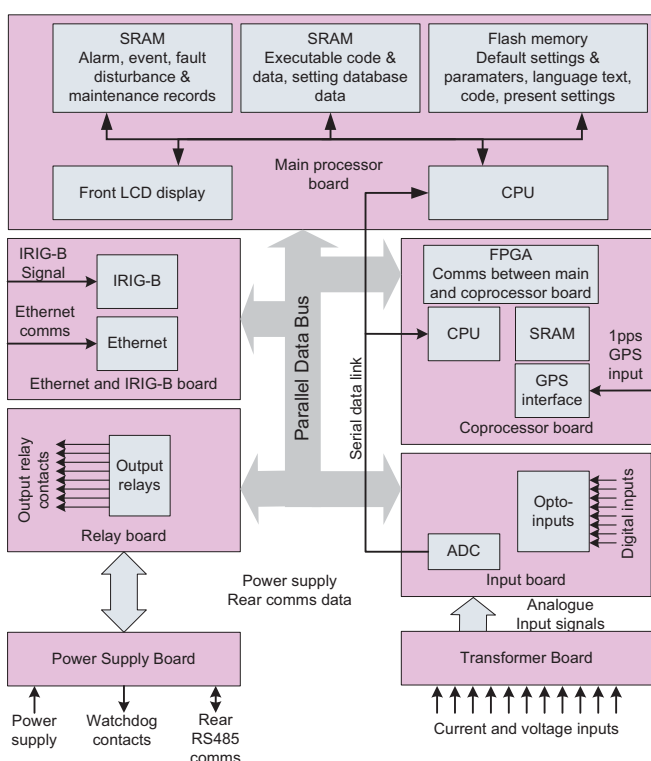 SRAM
Alarm, event, fault
disturbance &
maintenance records
SRAM
Executable code &
data, setting database
data
Flash memory
Default settings &
paramaters, language text,
code, present settings
Front LCD display
Main processor
board
CPU
IRIG-B
Signal
IRIG-B
Ethernet
comms
Ethernet
Ethernet and IRIG-B board
Parallel Data Bus
Serial data link
FPGA
Comms between main
and coprocessor board
CPU
SRAM
1pps
GPS
input
GPS
interface
Coprocessor board
Output relay
contacts
Output
relays
Relay board
Opto-
inputs
Digital inputs
ADC
Input board
Power supply
Rear comms data
Analogue
Input signals
Power Supply Board
Transformer Board
Power
supply
Watchdog
contacts
Rear
RS485
comms
Current and voltage inputs